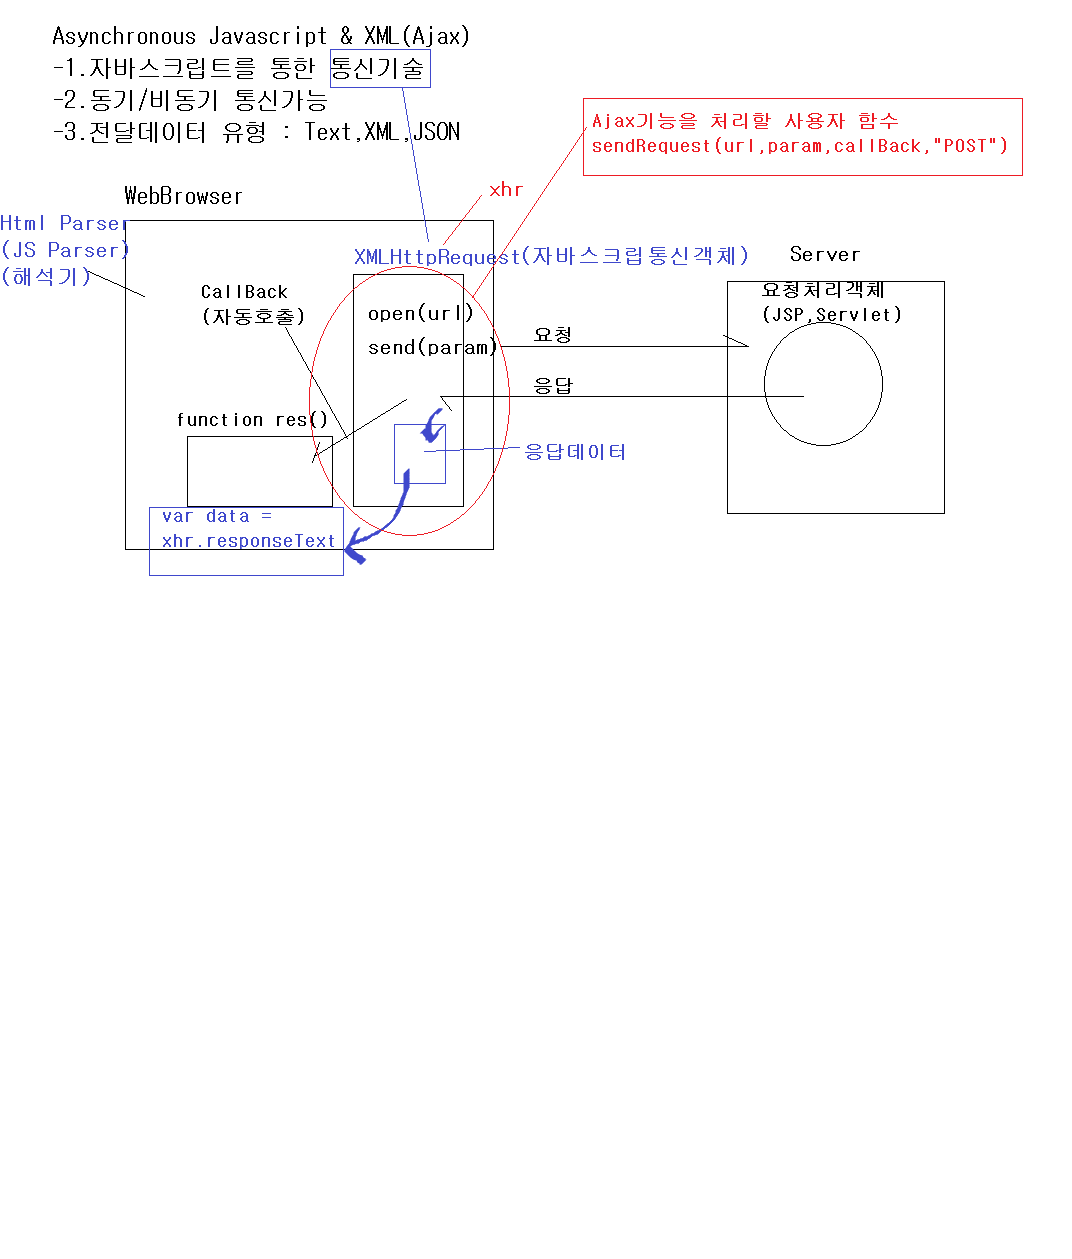 Asynchronous Javascript & XML(Ajax)
-1.자바스크립트를 통한 통신기술
-2.동기/비동기 통신가능
-3.전달데이터 유형 : Text,XML,JSON
Ajax기능을 처리할 사용자 함수
sendRequest(url,param,callBack,"POST")
WebBrowser
xhr
Html Parser
(JS Parser)
(해석기)
XMLHttpRequest(자바스크립통신객체)
Server
CallBack
(자동호출)
요청처리객체
(JSP,Servlet)
open(url)
send(param)
요청
응답
function res()
응답데이터
var data =
xhr.responseText